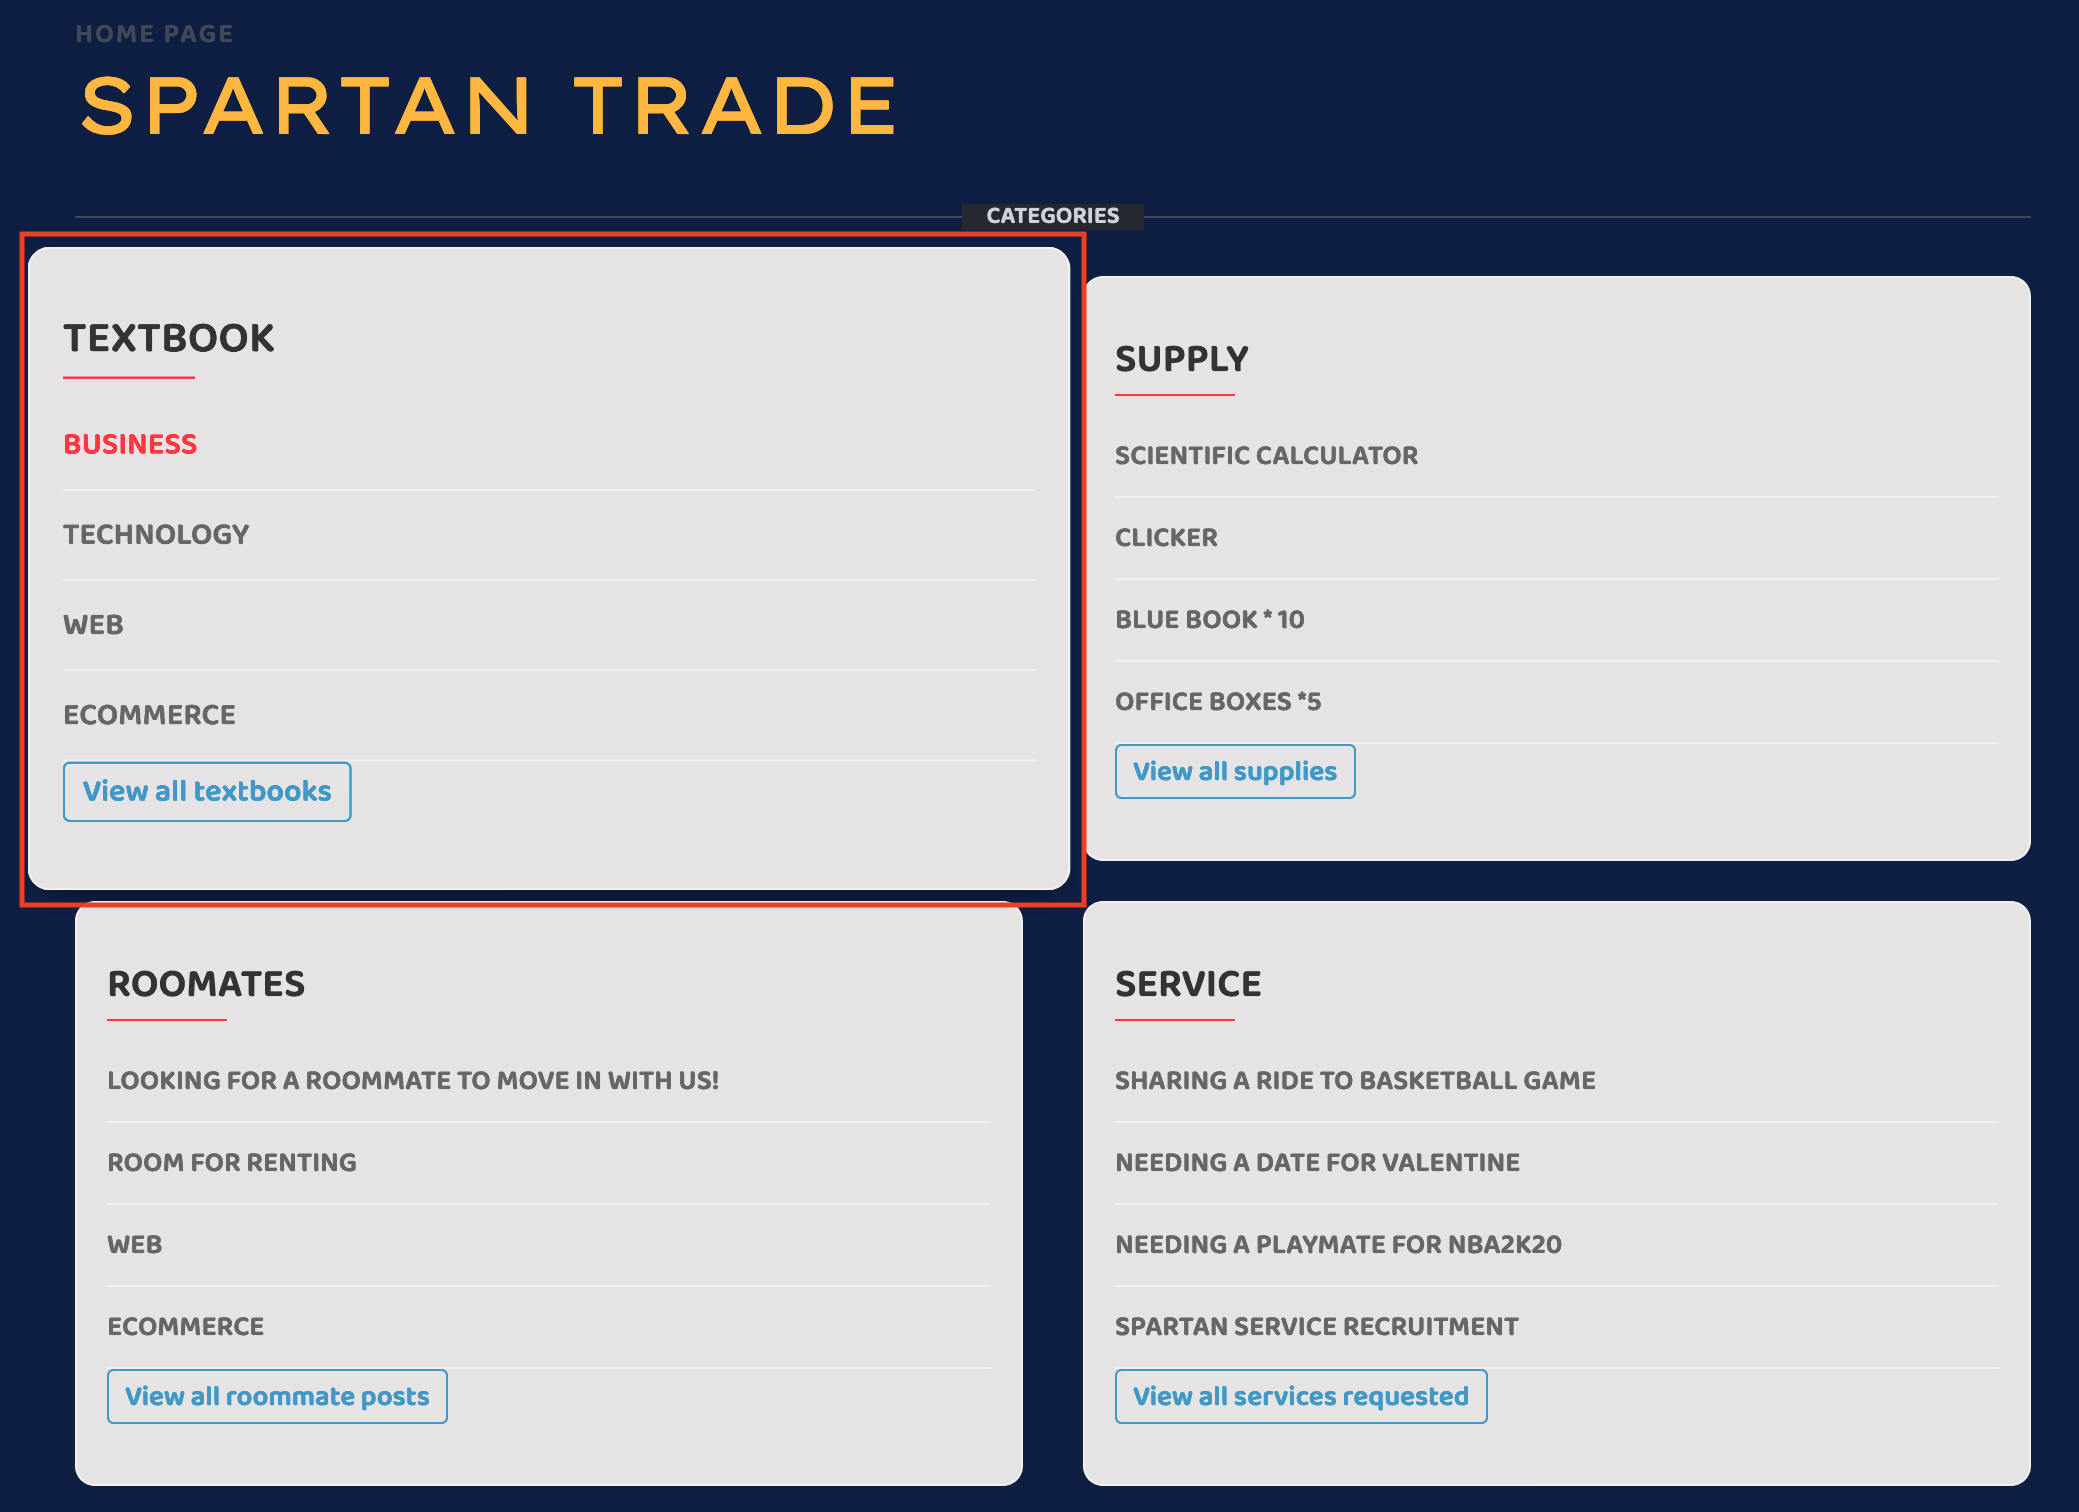 HOME PAGE
SPARTAN TRADE
CATEGORIES
TEXTBOOK
BUSINESS
TECHNOLOGY
WEB
ECOMMERCE
View all textbooks
SUPPLY
SCIENTIFIC CALCULATOR
CLICKER
BLUE BOOK * 10
OFFICE BOXES *5
View all supplies
ROOMATES
LOOKING FOR A ROOMMATE TO MOVE IN WITH US!
ROOM FOR RENTING
WEB
ECOMMERCE
View all roommate posts
SERVICE
SHARING A RIDE TO BASKETBALL GAME
NEEDING A DATE FOR VALENTINE
NEEDING A PLAYMATE FOR NBA2K20
SPARTAN SERVICE RECRUITMENT
View all services requested